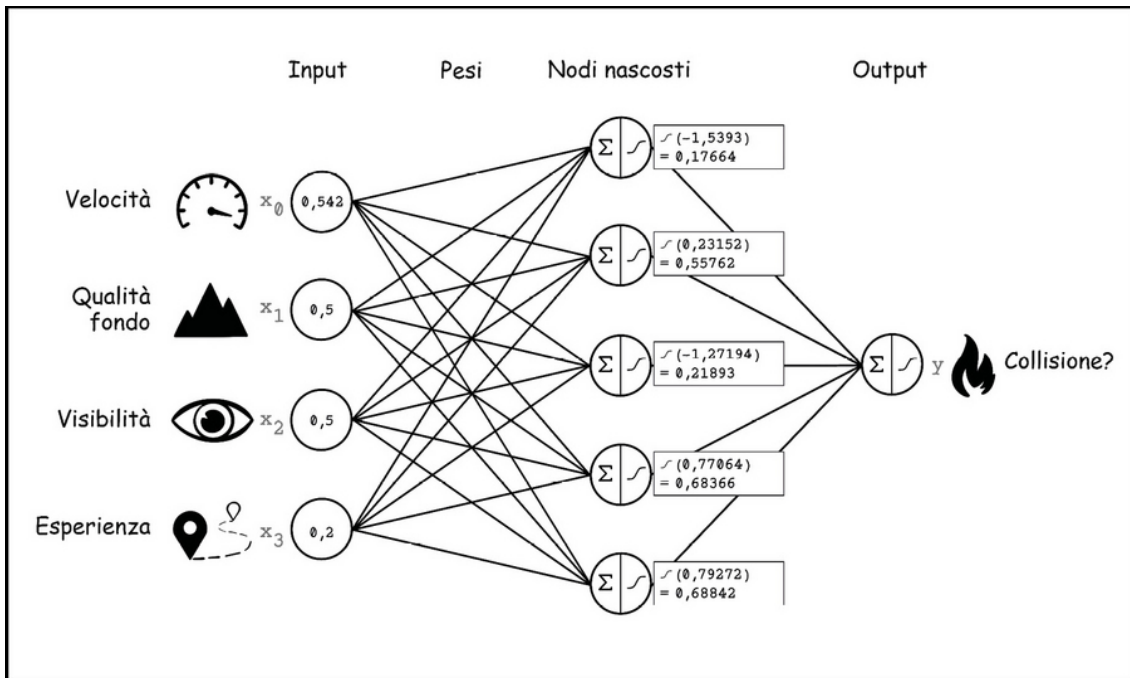 Input Pesi Nodi nascosti Output
∫(-1,5393)
= 0,17664
Velocità x0 0,542 Σ
∫(0,23152)
= 0,55762
Qualità
fondo x1 0,5 Σ
∫(-1,27194)
= 0,21893
Σ y Collisione?
Visibilità x2 0,5 Σ
∫(0,77064)
= 0,68366
Σ
Esperienza x3 0,2
∫(0,79272)
= 0,68842
Σ